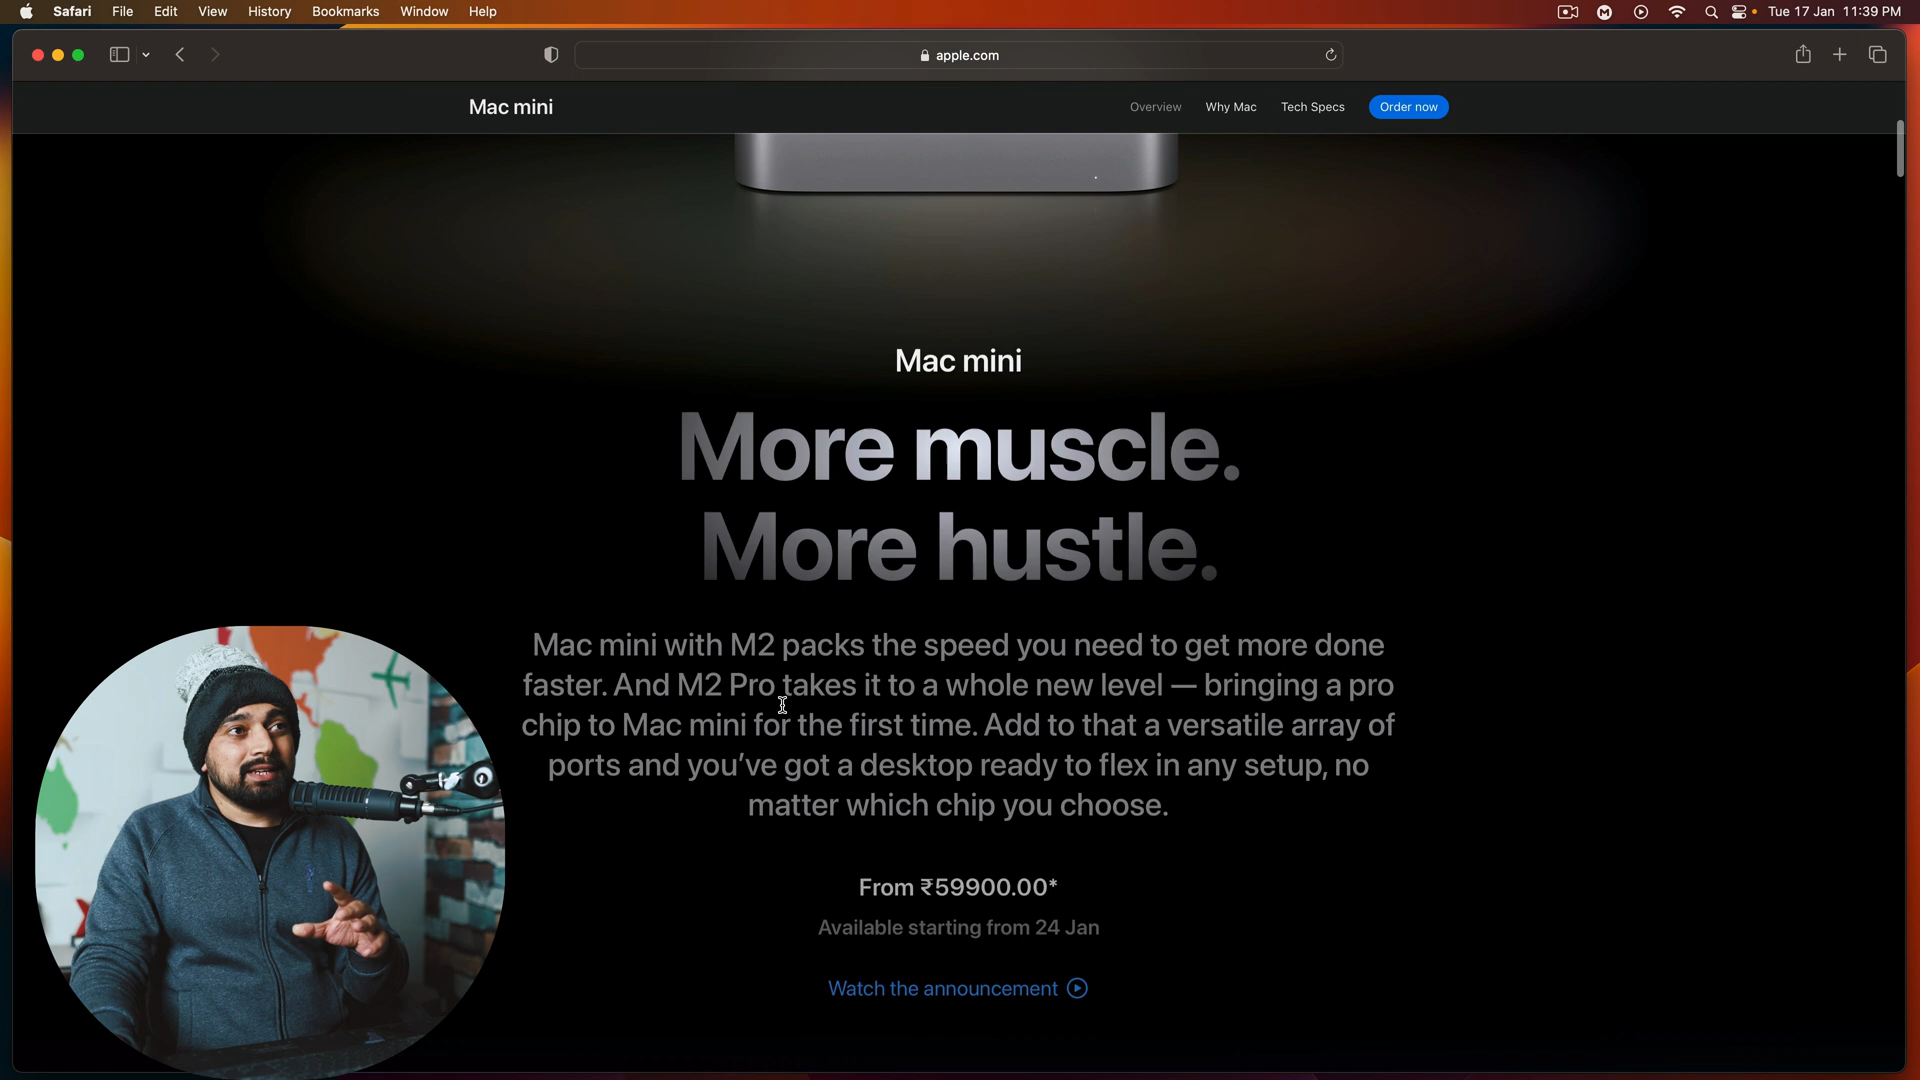 Safari File Edit View History Bookmarks Window Help Tue 17 Jan 11:39 PM
apple.com
Mac mini Overview Why Mac Tech Specs Order now
Mac mini
More muscle.
More hustle.
Mac mini with M2 packs the speed you need to get more done
faster. And M2 Pro takes it to a whole new level — bringing a pro
chip to Mac mini for the first time. Add to that a versatile array of
ports and you’ve got a desktop ready to flex in any setup, no
matter which chip you choose.
From ₹59900.00*
Available starting from 24 Jan
Watch the announcement